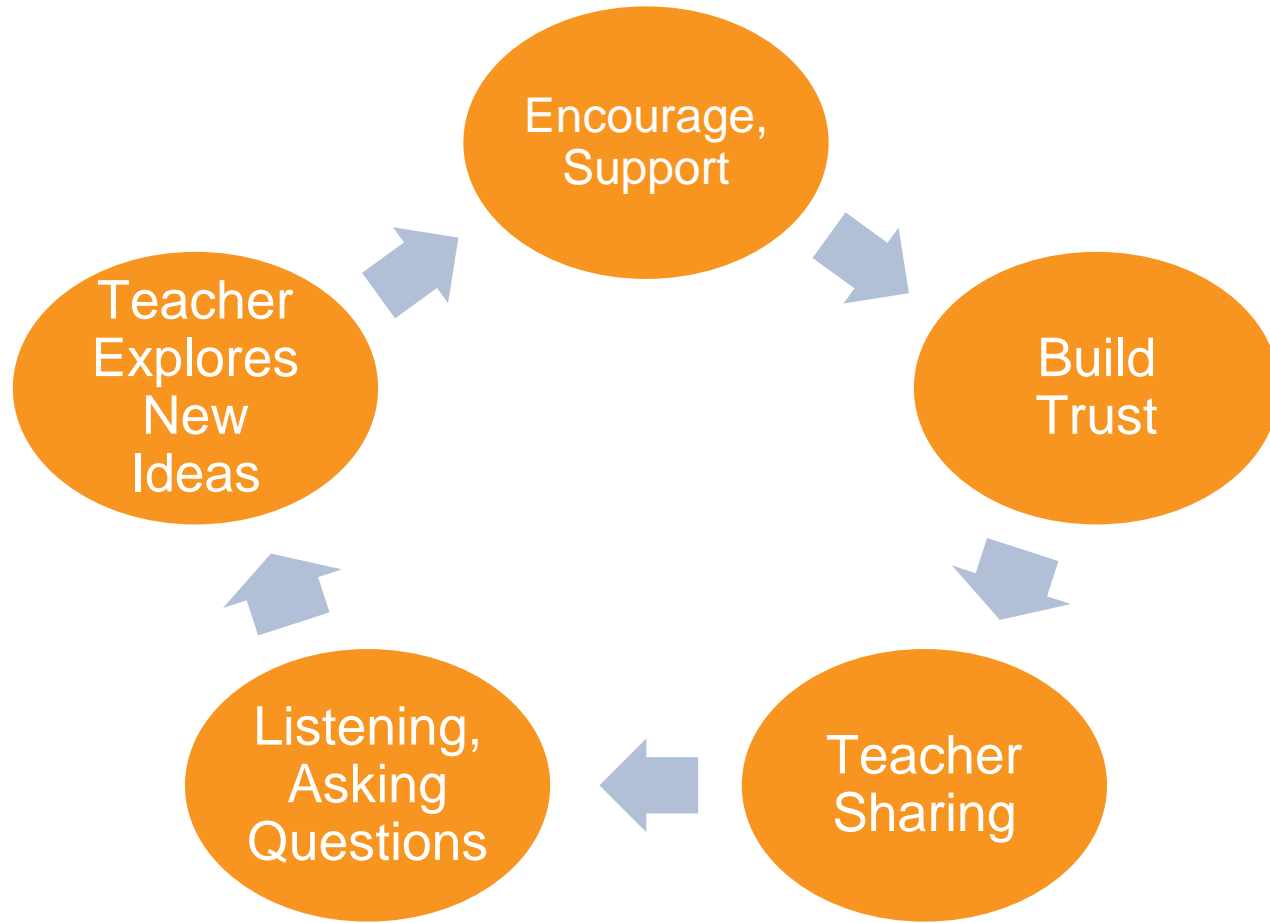 Encourage,
Support
Build
Trust
Teacher
Sharing
Listening,
Asking
Questions
Teacher
Explores
New
Ideas